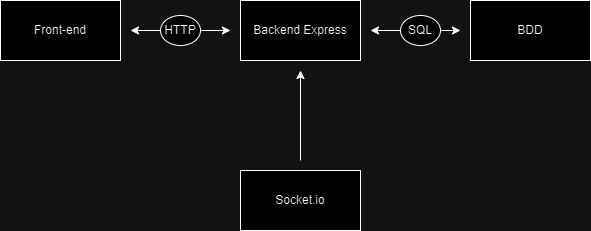 Front-end
HTTP
Backend Express
SQL
BDD
Socket.io